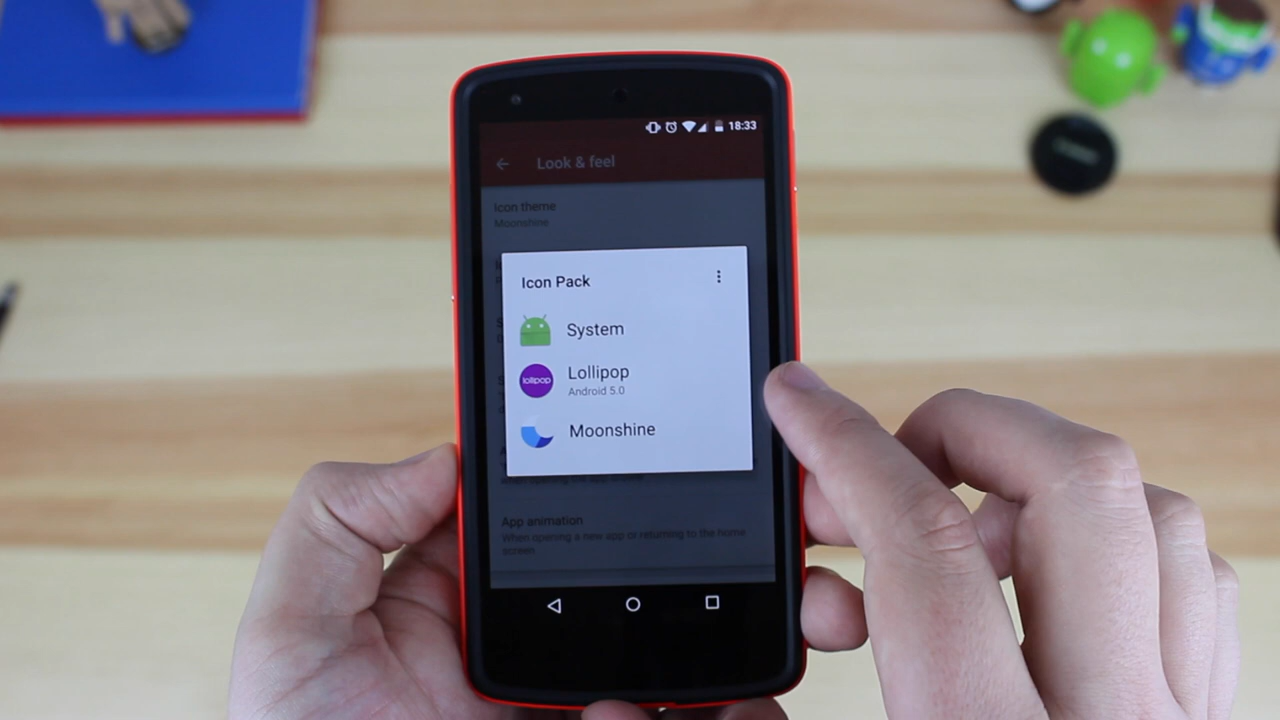 18:33
Look & feel
Icon theme
Moonshine
Icon Pack
System
lollipop
Lollipop
Android 5.0
Moonshine
App animation
When opening a new app or returning to the home
screen